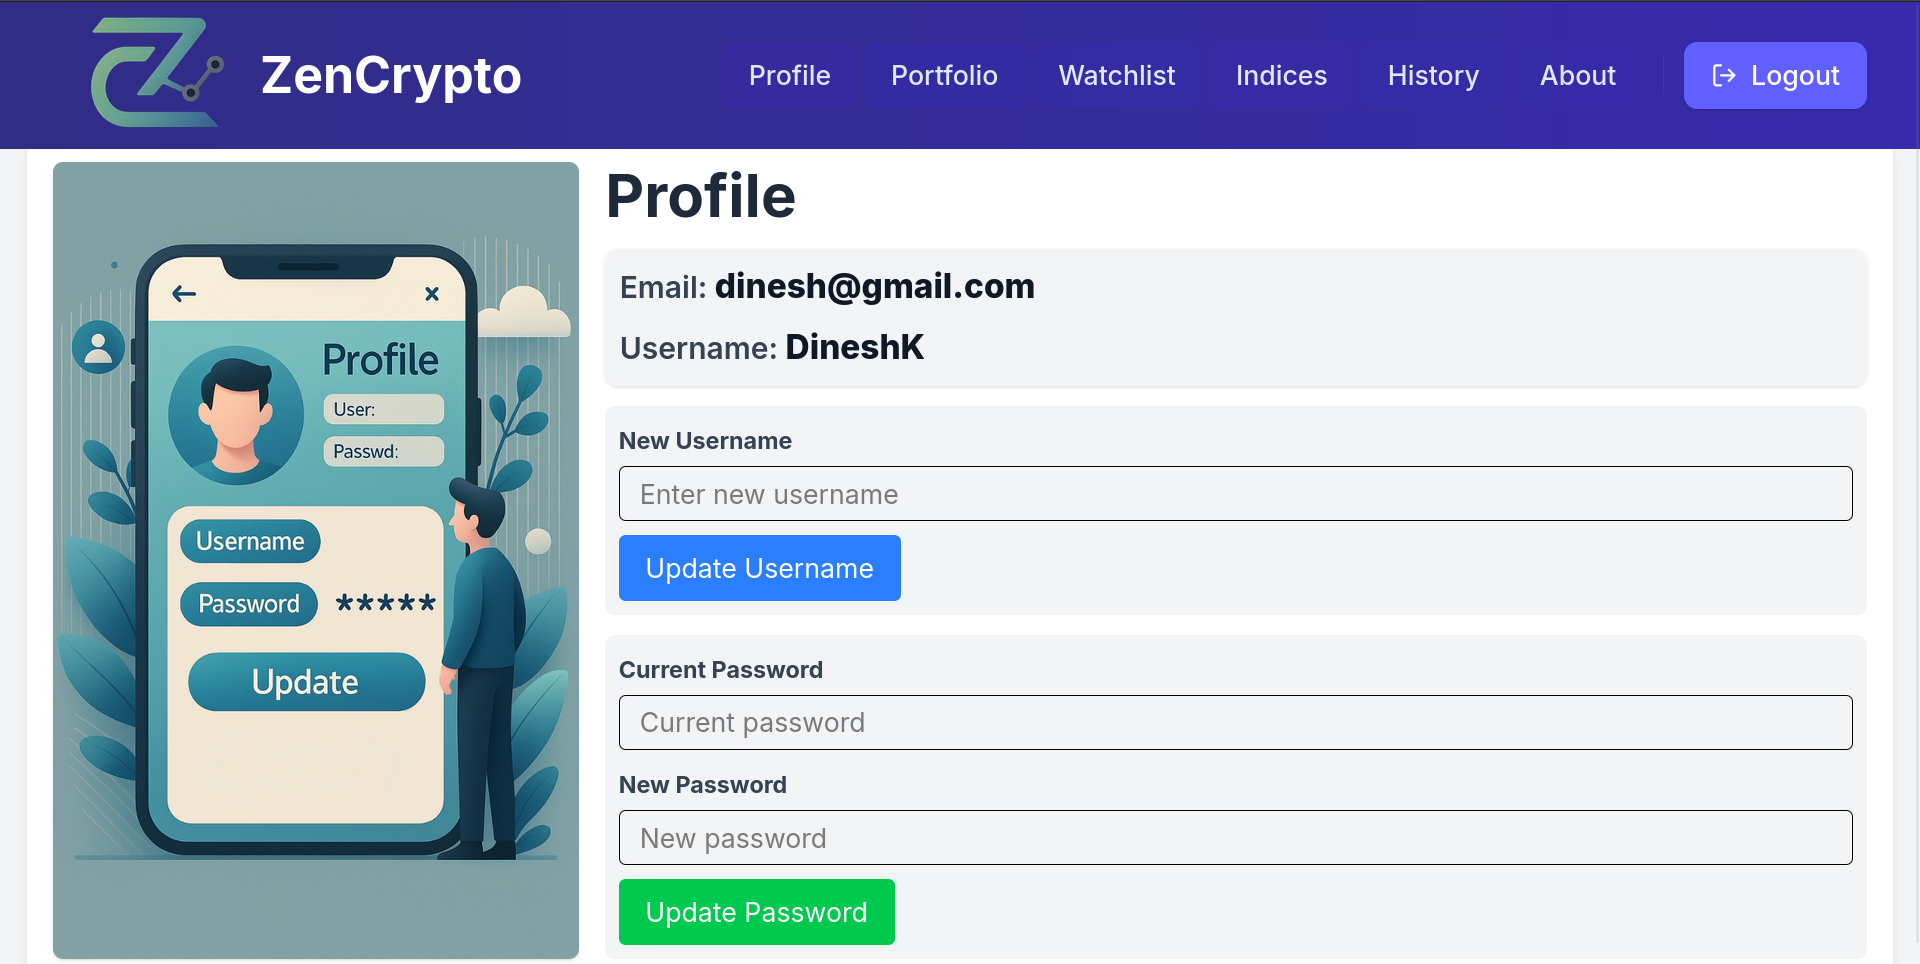 ZenCrypto
Profile Portfolio Watchlist Indices History About Logout
Profile
User:
Passwd:
Username
Password *****
Update
Profile
Email: dinesh@gmail.com
Username: DineshK
New Username
Enter new username
Update Username
Current Password
Current password
New Password
New password
Update Password